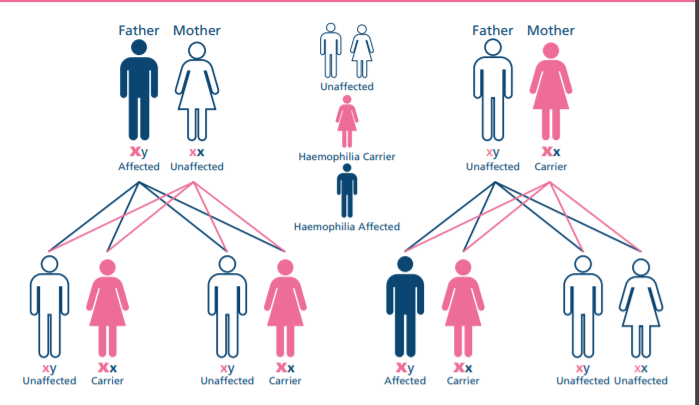 Father Mother
Xy xx
Affected Unaffected
xy Unaffected
Xx Carrier
xy Unaffected
Xx Carrier
Unaffected
Haemophilia Carrier
Haemophilia Affected
Father Mother
xy Xx
Unaffected Carrier
Xy Affected
Xx Carrier
xy Unaffected
xx Unaffected